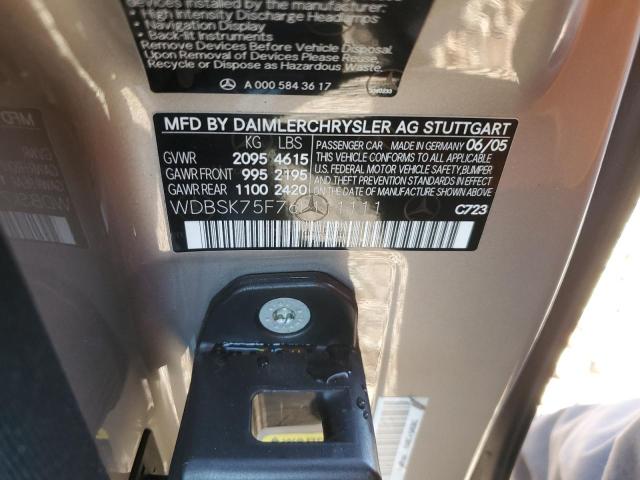 devices installed by the manufacturer:
High Intensity Discharge Headlamps
Navigation Display
Back-lit Instruments
Remove Devices Before Vehicle Disposal.
Upon Removal of Devices Please Reuse,
Recycle or Dispose as Hazardous Waste.
A 000 584 36 17
MFD BY DAIMLERCHRYSLER AG STUTTGART
KG LBS
GVWR 2095 4615
GAWR FRONT 995 2195
GAWR REAR 1100 2420
PASSENGER CAR MADE IN GERMANY 06/05
THIS VEHICLE CONFORMS TO ALL APPLICABLE
U.S. FEDERAL MOTOR VEHICLE SAFETY, BUMPER
AND THEFT PREVENTION STANDARDS IN EFFECT ON THE
DATE OF MANUFACTURE SHOWN ABOVE
WDBSK75F7 1111
C723